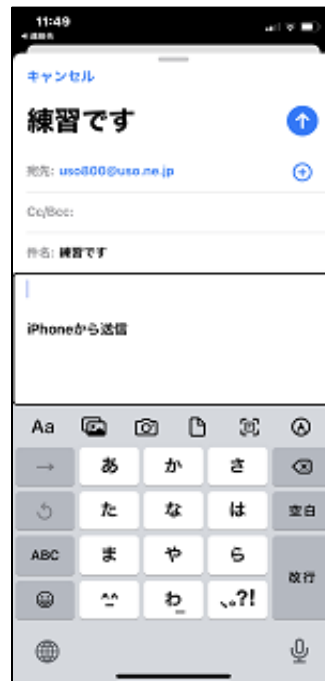 11:49
キャンセル
練習です
宛先: uso800@uso.ne.jp
Cc/Bcc:
件名: 練習です
iPhoneから送信
Aa
→ あ か さ
た な は 空白
ABC ま や ら 改行
^_^ わ_ 、。?!